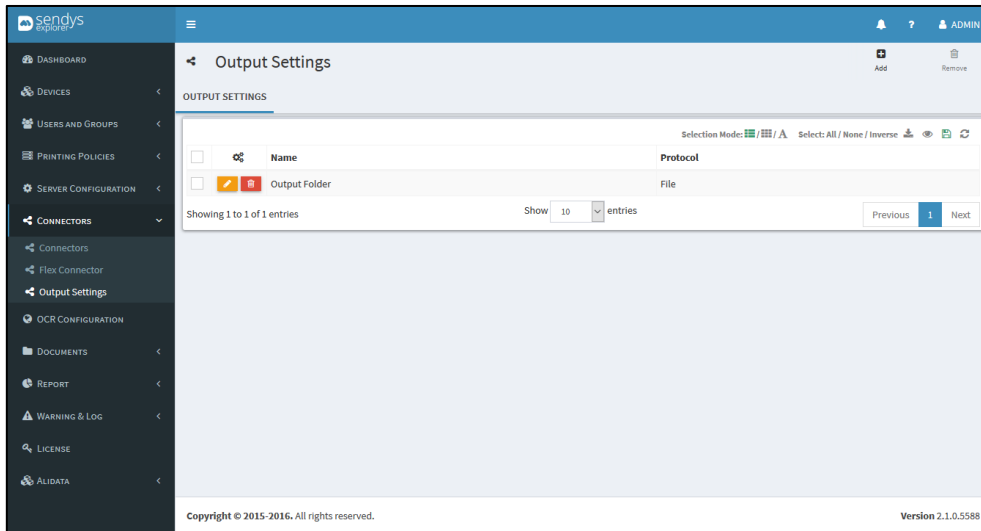 sendys
explorer
ADMIN
DASHBOARD
DEVICES
USERS AND GROUPS
PRINTING POLICIES
SERVER CONFIGURATION
CONNECTORS
Connectors
Flex Connector
Output Settings
OCR CONFIGURATION
DOCUMENTS
REPORT
WARNING & LOG
LICENSE
ALIDATA
Output Settings
Add
Remove
OUTPUT SETTINGS
Selection Mode: / / A Select: All / None / Inverse
Name Protocol
Output Folder File
Showing 1 to 1 of 1 entries Show 10 entries Previous 1 Next
Copyright © 2015-2016. All rights reserved. Version 2.1.0.5588